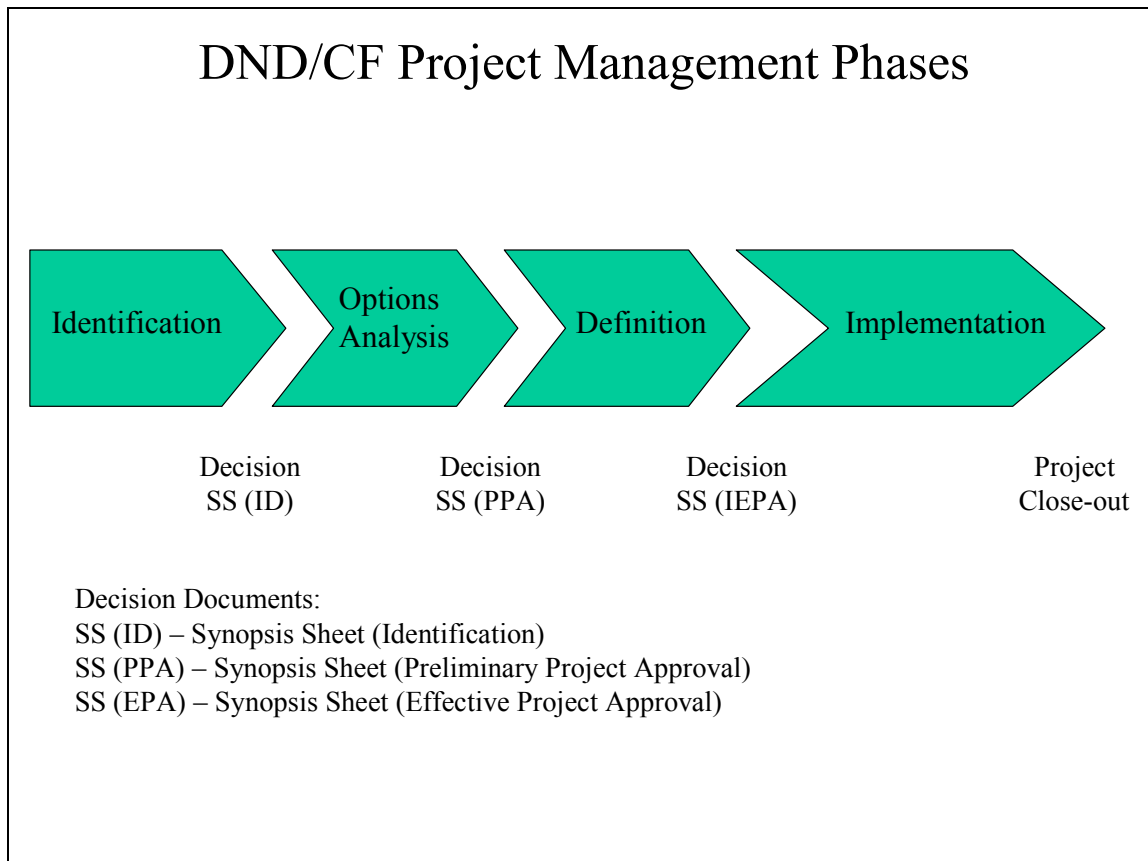 DND/CF Project Management Phases
Identification
Options
Analysis
Definition
Implementation
Decision
SS (ID)
Decision
SS (PPA)
Decision
SS (IEPA)
Project
Close-out
Decision Documents:
SS (ID) – Synopsis Sheet (Identification)
SS (PPA) – Synopsis Sheet (Preliminary Project Approval)
SS (EPA) – Synopsis Sheet (Effective Project Approval)